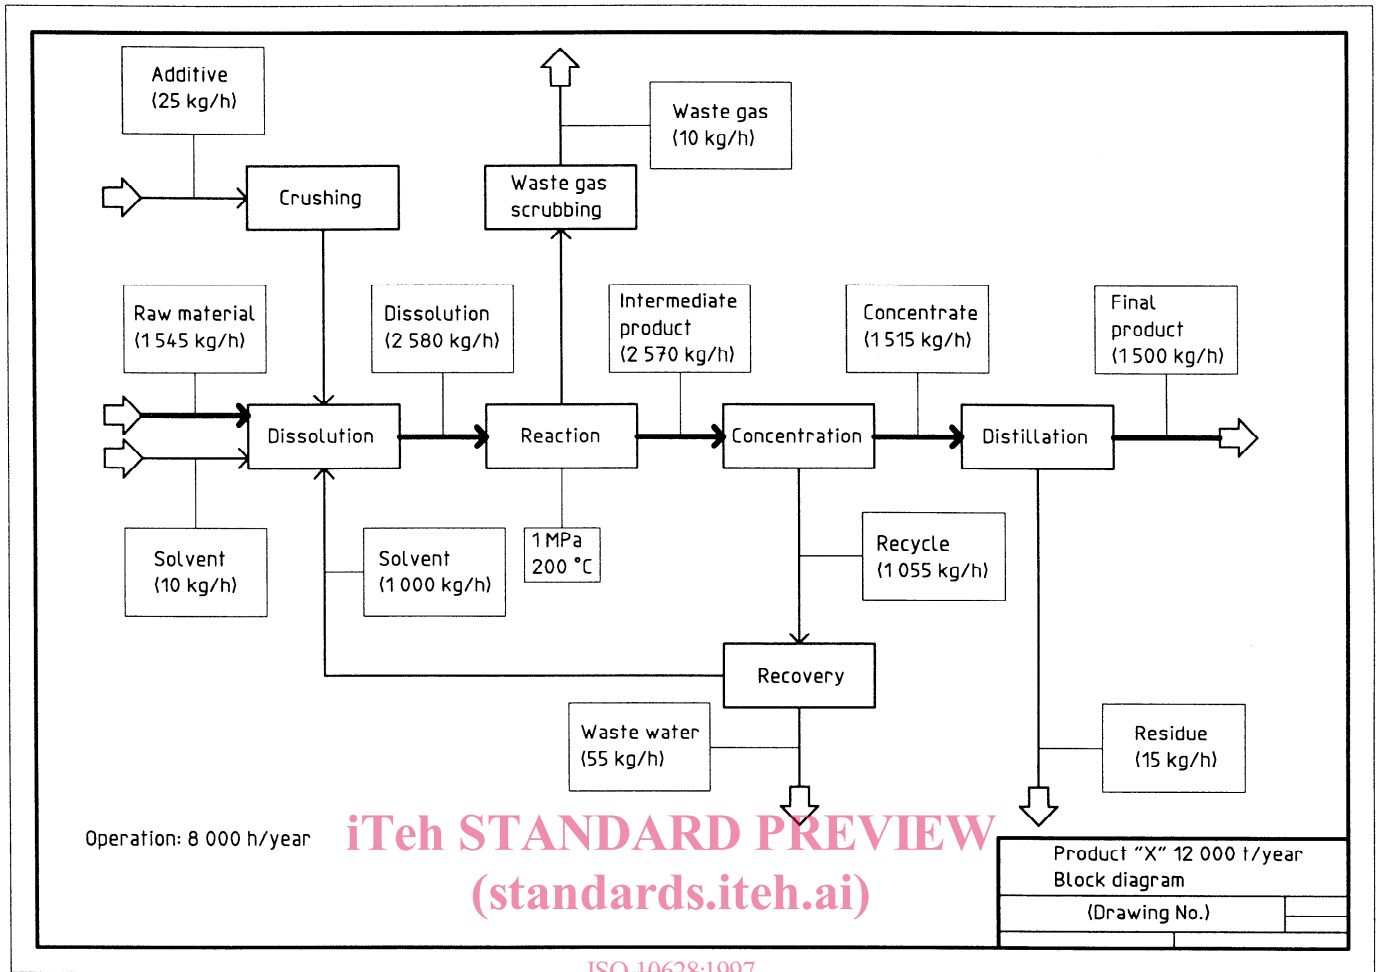 Additive
(25 kg/h)
Waste gas
(10 kg/h)
Crushing
Waste gas
scrubbing
Raw material
(1 545 kg/h)
Dissolution
(2 580 kg/h)
Intermediate
product
(2 570 kg/h)
Concentrate
(1 515 kg/h)
Final
product
(1 500 kg/h)
Dissolution
Reaction
Concentration
Distillation
Solvent
(10 kg/h)
Solvent
(1 000 kg/h)
1 MPa
200 °C
Recycle
(1 055 kg/h)
Recovery
Waste water
(55 kg/h)
Residue
(15 kg/h)
Operation: 8 000 h/year
iTeh STANDARD PREVIEW
(standards.iteh.ai)
Product "X" 12 000 t/year
Block diagram
(Drawing No.)
ISO 10628:1997